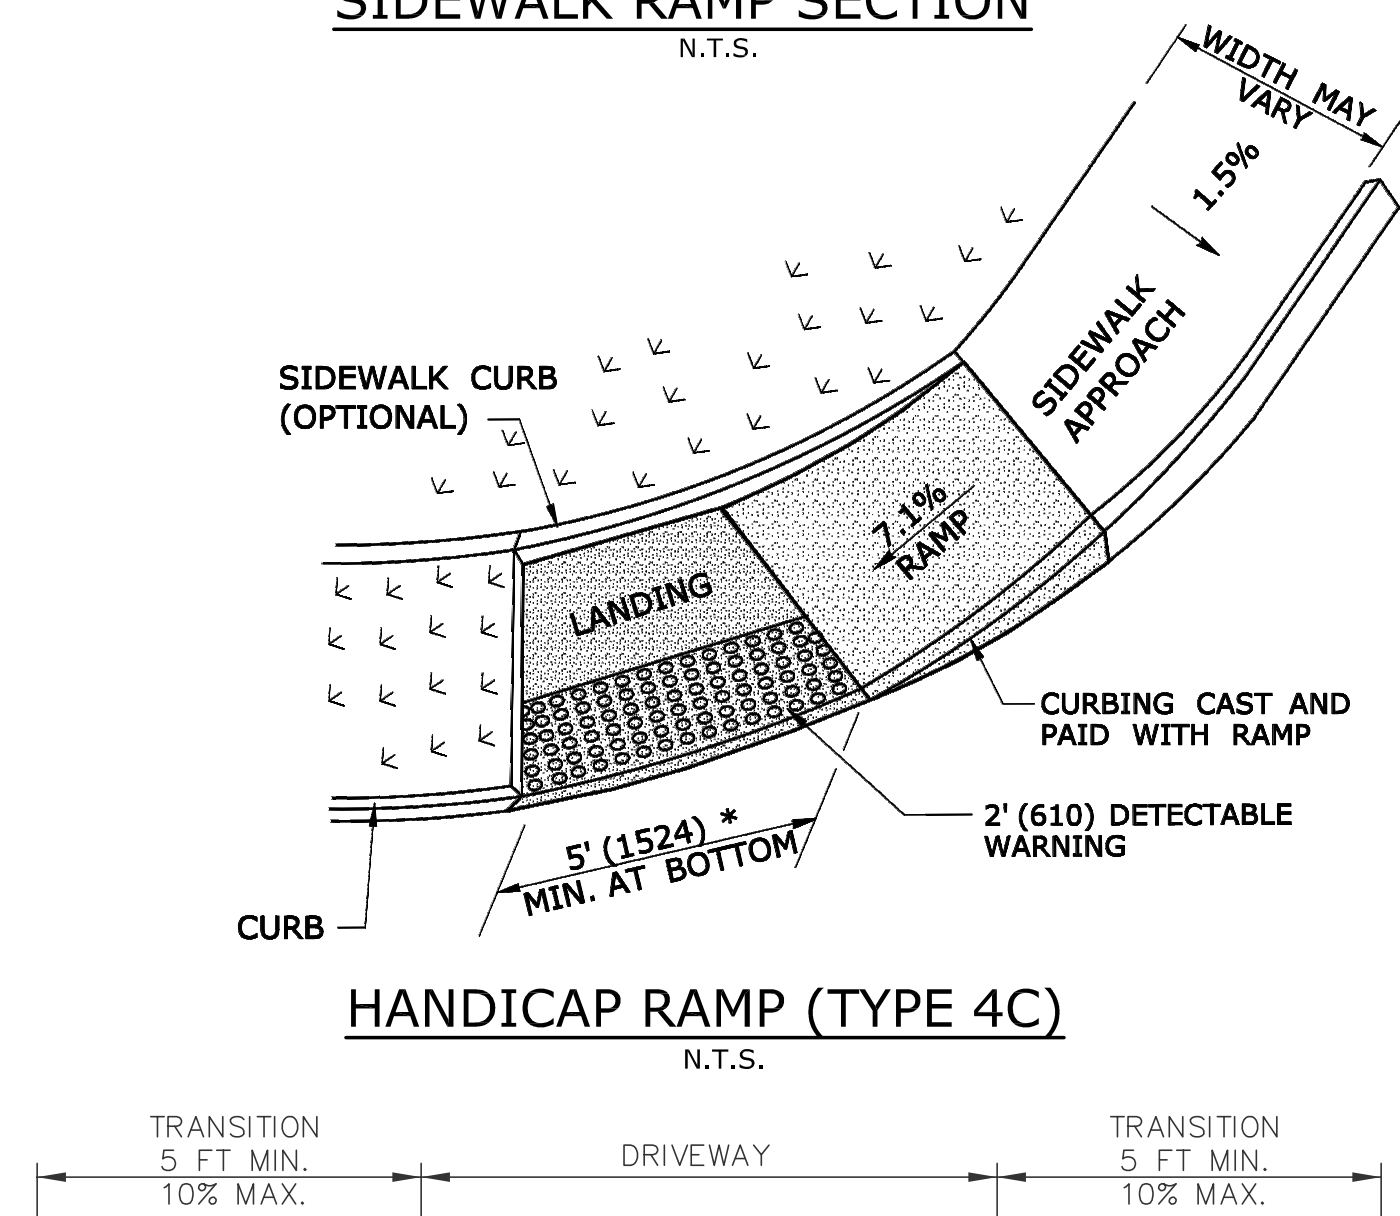 SIDEWALK RAMP SECTION
N.T.S.
WIDTH MAY
VARY
1.5%
SIDEWALK
APPROACH
SIDEWALK CURB
(OPTIONAL)
7.1%
RAMP
LANDING
CURBING CAST AND
PAID WITH RAMP
2' (610) DETECTABLE
WARNING
5' (1524) *
MIN. AT BOTTOM
CURB
HANDICAP RAMP (TYPE 4C)
N.T.S.
TRANSITION
5 FT MIN.
10% MAX.
DRIVEWAY
TRANSITION
5 FT MIN.
10% MAX.